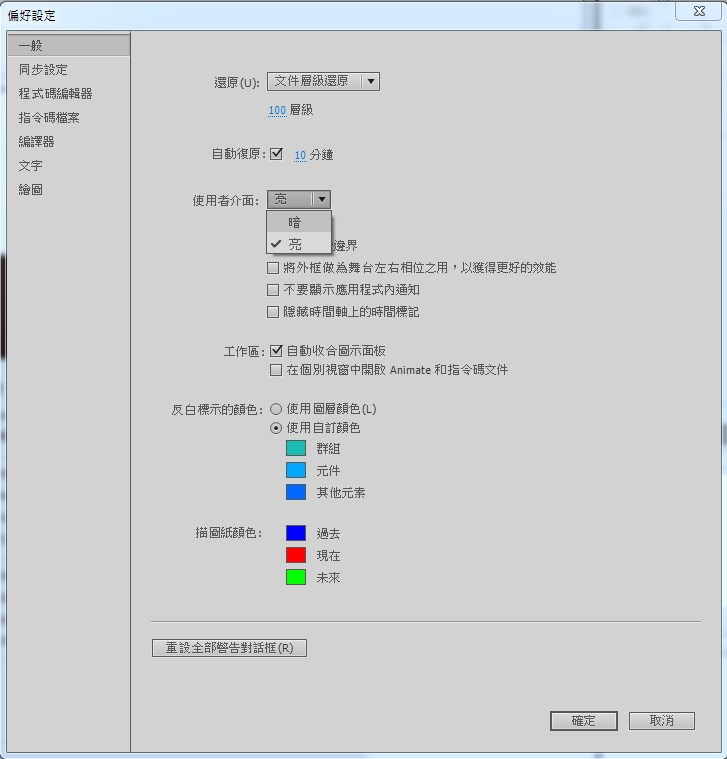 偏好設定
一般
同步設定
程式碼編輯器
指令碼檔案
編譯器
文字
繪圖
還原(U): 文件層級還原
100 層級
自動復原: 10 分鐘
使用者介面: 亮
暗
亮
邊界
將外框做為舞台左右相位之用，以獲得更好的效能
不要顯示應用程式內通知
隱藏時間軸上的時間標記
工作區: 自動收合圖示面板
在個別視窗中開啟 Animate 和指令碼文件
反白標示的顏色: 使用圖層顏色(L)
使用自訂顏色
群組
元件
其他元素
描圖紙顏色: 過去
現在
未來
重設全部警告對話框(R)
確定 取消